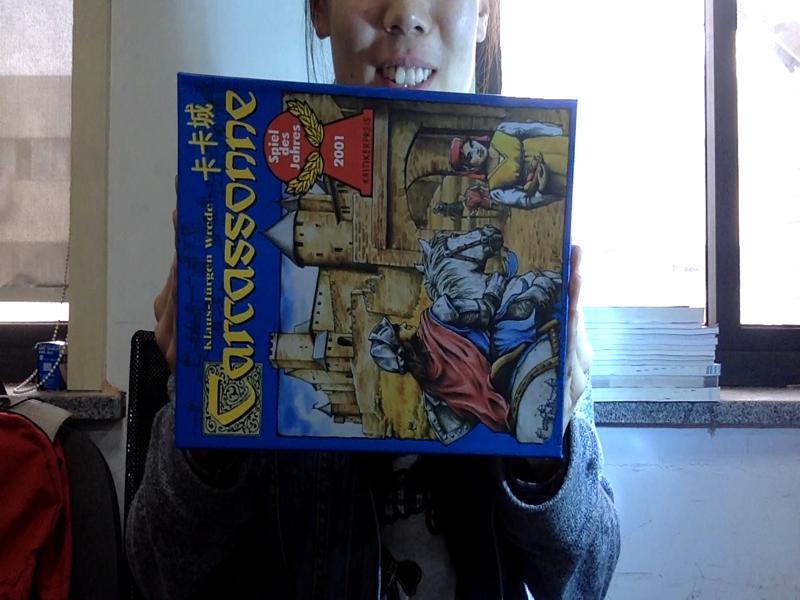 卡卡城
Klaus-Jürgen Wrede
Carcassonne
Spiel
des
Jahres
2001
KRITIKERPREIS